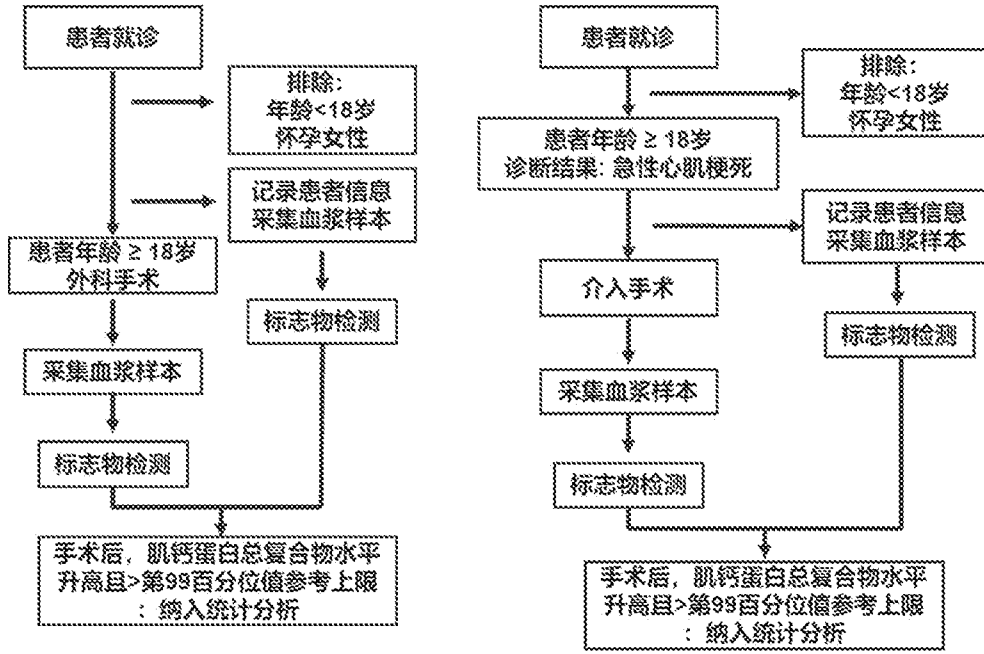 患者就诊
排除：
年龄<18岁
怀孕女性
记录患者信息
采集血浆样本
患者年龄 ≥ 18岁
外科手术
标志物检测
采集血浆样本
标志物检测
手术后，肌钙蛋白总复合物水平
升高且>第99百分位值参考上限
：纳入统计分析
患者就诊
排除：
年龄<18岁
怀孕女性
患者年龄 ≥ 18岁
诊断结果：急性心肌梗死
记录患者信息
采集血浆样本
介入手术
标志物检测
采集血浆样本
标志物检测
手术后，肌钙蛋白总复合物水平
升高且>第99百分位值参考上限
：纳入统计分析